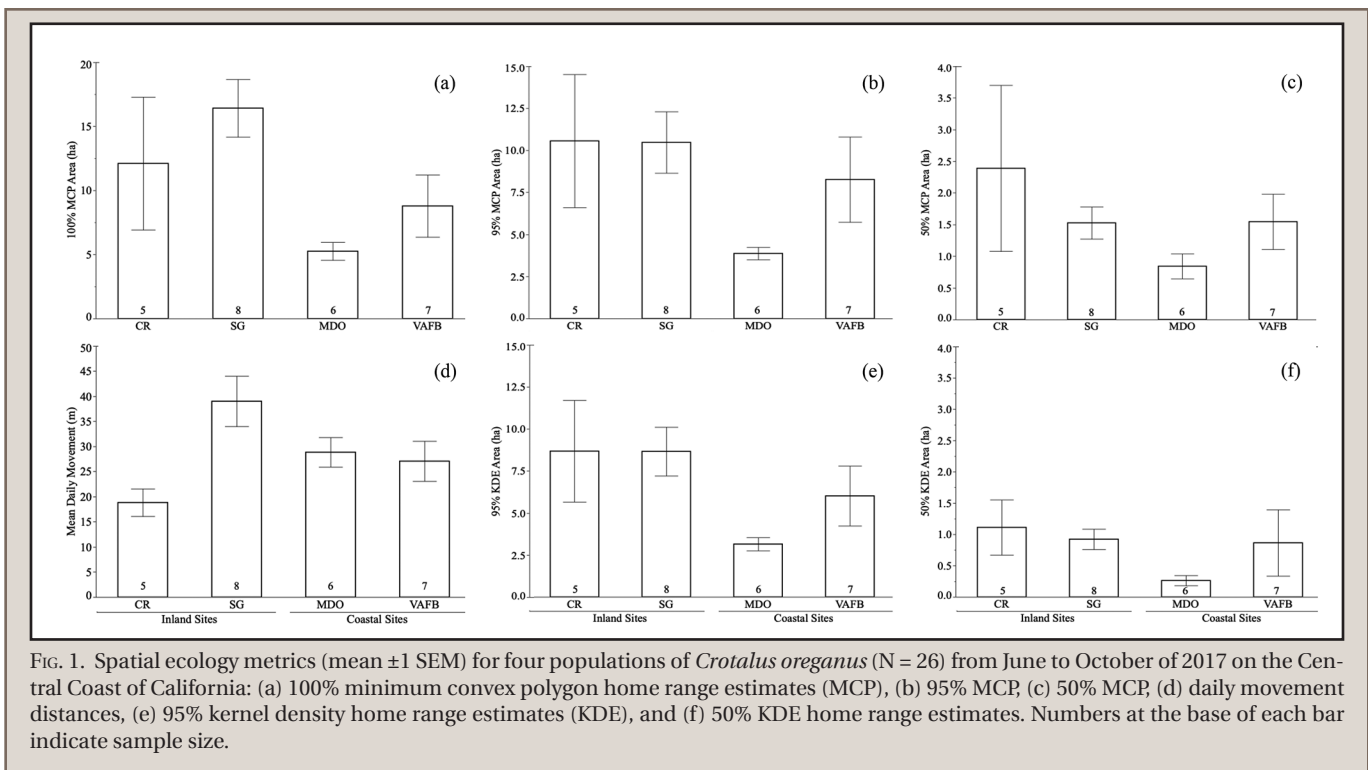 (a)
100% MCP Area (ha)
20
15
10
5
0
5
8
6
7
CR
SG
MDO
VAFB
(b)
95% MCP Area (ha)
15.0
12.5
10.0
7.5
5.0
2.5
0.0
5
8
6
7
CR
SG
MDO
VAFB
(c)
50% MCP Area (ha)
4.0
3.5
3.0
2.5
2.0
1.5
1.0
0.5
0.0
5
8
6
7
CR
SG
MDO
VAFB
(d)
Mean Daily Movement (m)
50
45
40
35
30
25
20
15
10
5
0
5
8
6
7
CR
SG
MDO
VAFB
Inland Sites
Coastal Sites
(e)
95% KDE Area (ha)
15.0
12.5
10.0
7.5
5.0
2.5
0.0
5
8
6
7
CR
SG
MDO
VAFB
Inland Sites
Coastal Sites
(f)
50% KDE Area (ha)
4.0
3.5
3.0
2.5
2.0
1.5
1.0
0.5
0.0
5
8
6
7
CR
SG
MDO
VAFB
Inland Sites
Coastal Sites
FIG. 1. Spatial ecology metrics (mean ±1 SEM) for four populations of Crotalus oreganus (N = 26) from June to October of 2017 on the Cen-
tral Coast of California: (a) 100% minimum convex polygon home range estimates (MCP), (b) 95% MCP, (c) 50% MCP, (d) daily movement
distances, (e) 95% kernel density home range estimates (KDE), and (f) 50% KDE home range estimates. Numbers at the base of each bar
indicate sample size.